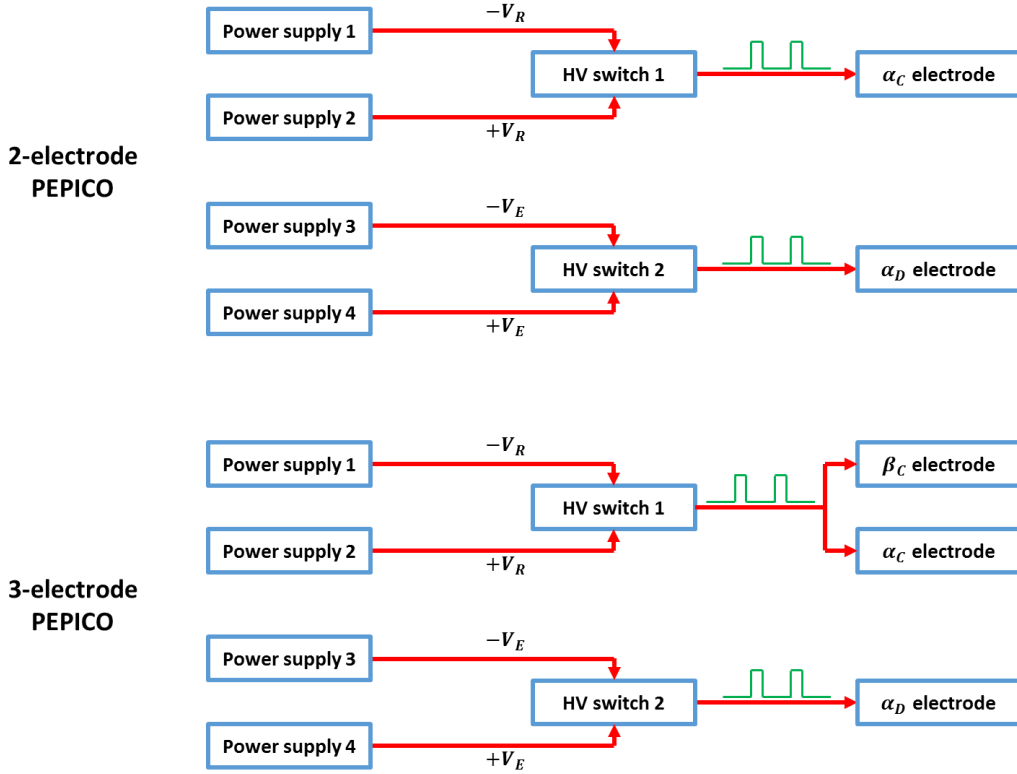 2-electrode
PEPICO
Power supply 1
−V_R
HV switch 1
α_C electrode
Power supply 2
+V_R
Power supply 3
−V_E
HV switch 2
α_D electrode
Power supply 4
+V_E
3-electrode
PEPICO
Power supply 1
−V_R
HV switch 1
β_C electrode
Power supply 2
+V_R
α_C electrode
Power supply 3
−V_E
HV switch 2
α_D electrode
Power supply 4
+V_E